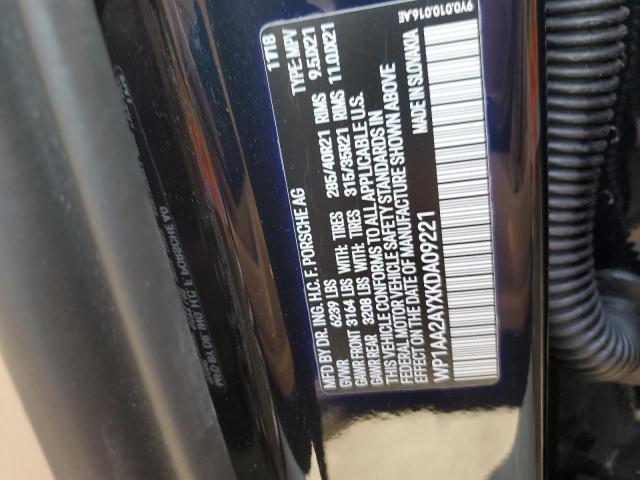 MFD BY DR. ING. H.C. F. PORSCHE AG 11/18
GVWR 6239 LBS TYPE: MPV
GAWR FRONT 3164 LBS WITH: TIRES 285/40R21 RIMS 9.5JX21
GAWR REAR 3208 LBS WITH: TIRES 315/35R21 RIMS 11.0JX21
THIS VEHICLE CONFORMS TO ALL APPLICABLE U.S.
FEDERAL MOTOR VEHICLE SAFETY STANDARDS IN
EFFECT ON THE DATE OF MANUFACTURE SHOWN ABOVE
WP1AA2AYXKDA09221 MADE IN SLOVAKIA
9Y0.010.016.AE